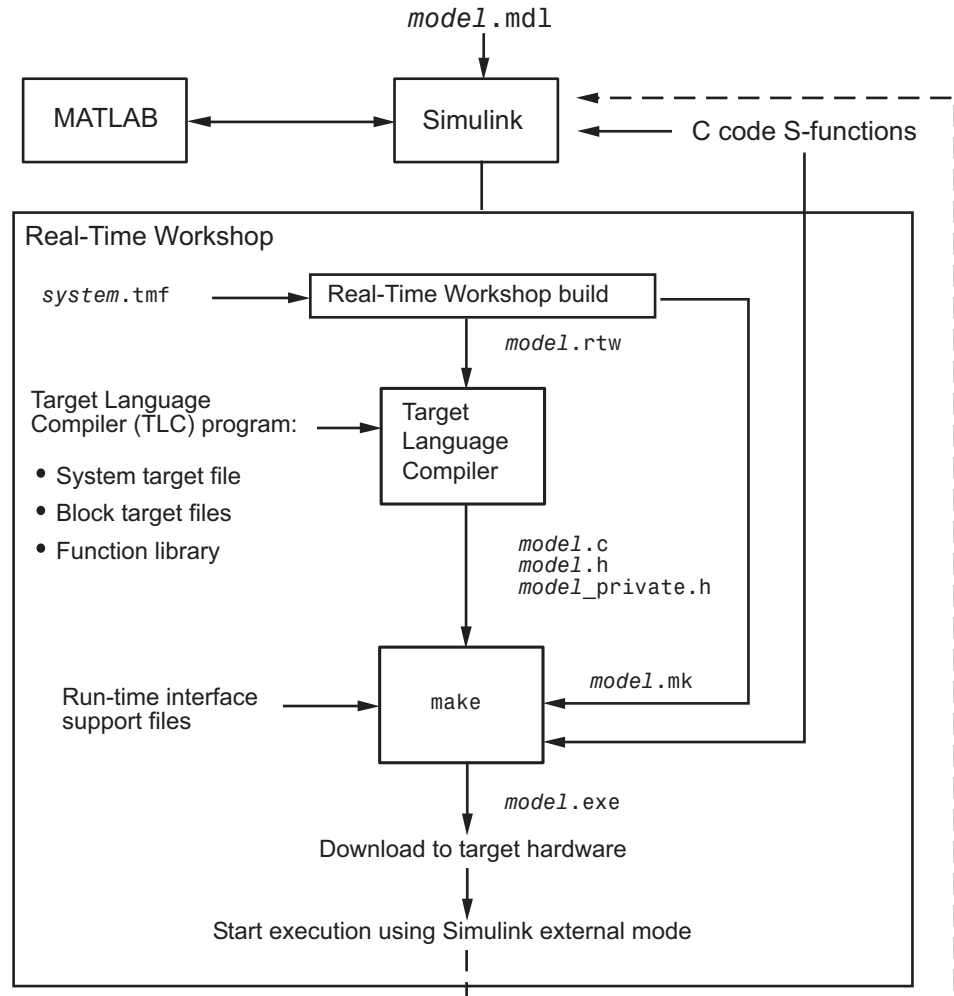 model.mdl
MATLAB
Simulink
C code S-functions
Real-Time Workshop
system.tmf
Real-Time Workshop build
model.rtw
Target Language
Compiler (TLC) program:
• System target file
• Block target files
• Function library
Target
Language
Compiler
model.c
model.h
model_private.h
model.mk
Run-time interface
support files
make
model.exe
Download to target hardware
Start execution using Simulink external mode